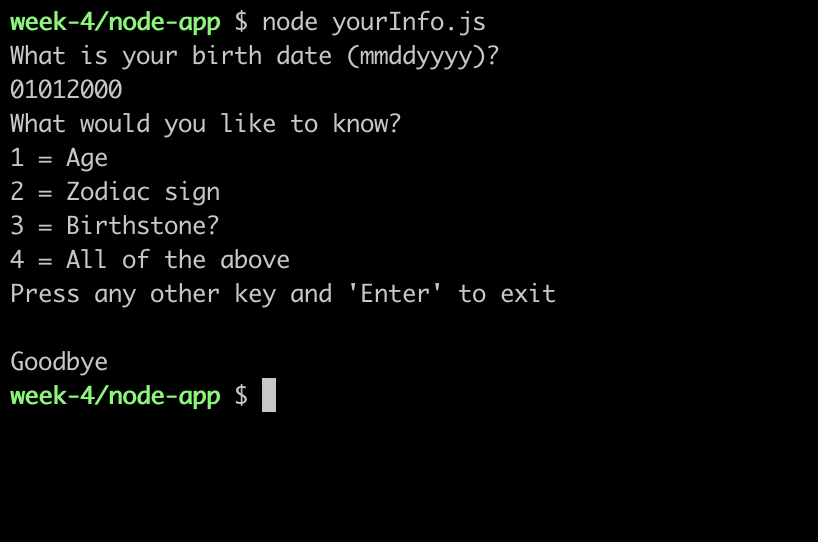 week-4/node-app $ node yourInfo.js
What is your birth date (mmddyyyy)?
01012000
What would you like to know?
1 = Age
2 = Zodiac sign
3 = Birthstone?
4 = All of the above
Press any other key and 'Enter' to exit
Goodbye
week-4/node-app $